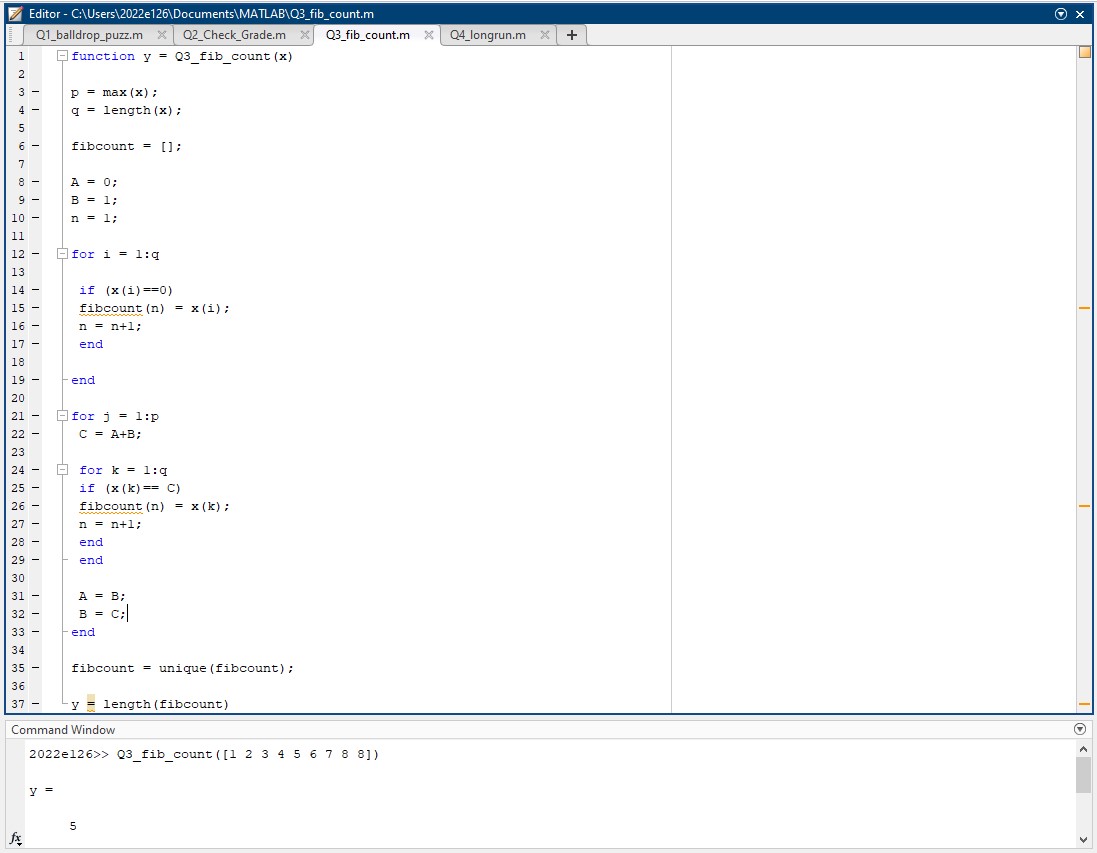 Editor - C:\Users\2022e126\Documents\MATLAB\Q3_fib_count.m
Q1_balldrop_puzz.m Q2_Check_Grade.m Q3_fib_count.m Q4_longrun.m
1 function y = Q3_fib_count(x)
2
3 p = max(x);
4 q = length(x);
5
6 fibcount = [];
7
8 A = 0;
9 B = 1;
10 n = 1;
11
12 for i = 1:q
13
14 if (x(i)==0)
15 fibcount(n) = x(i);
16 n = n+1;
17 end
18
19 end
20
21 for j = 1:p
22 C = A+B;
23
24 for k = 1:q
25 if (x(k)== C)
26 fibcount(n) = x(k);
27 n = n+1;
28 end
29 end
30
31 A = B;
32 B = C;
33 end
34
35 fibcount = unique(fibcount);
36
37 y = length(fibcount)
Command Window
2022e126>> Q3_fib_count([1 2 3 4 5 6 7 8 8])
y =
5
fx